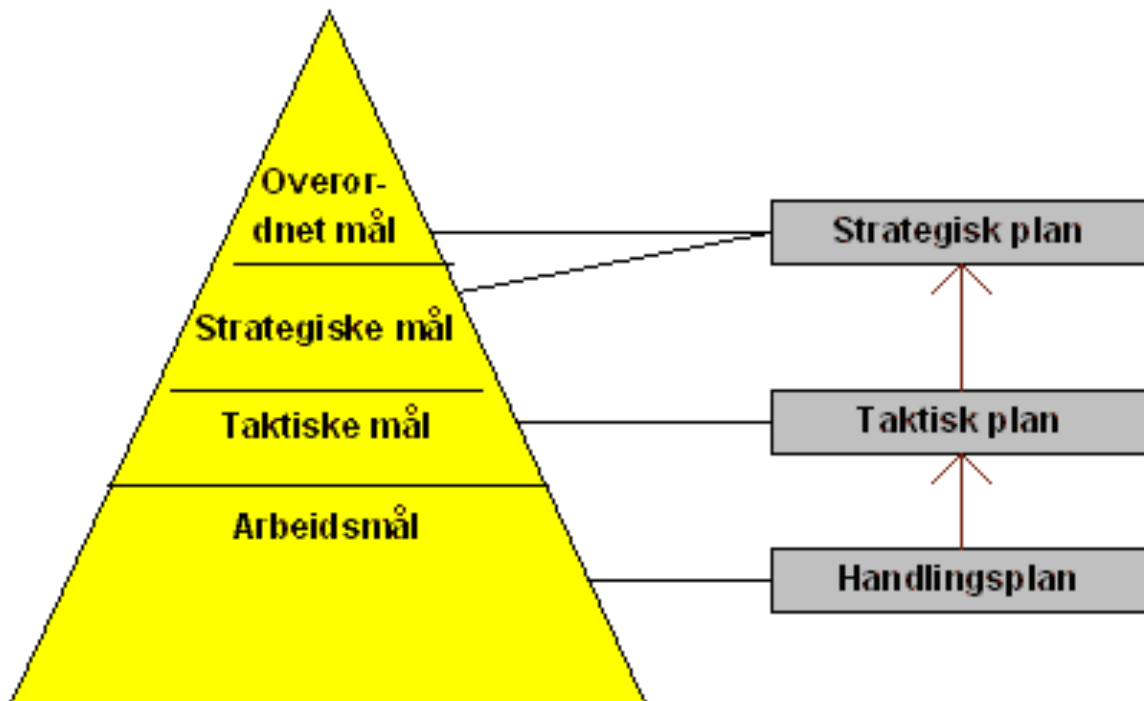 Overor-
dnet mål
Strategiske mål
Taktiske mål
Arbeidsmål
Strategisk plan
Taktisk plan
Handlingsplan